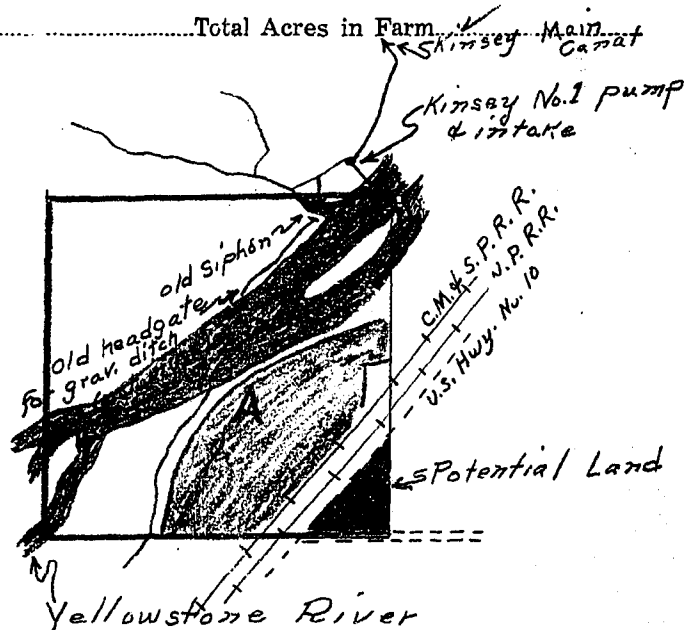 Total Acres in Farm
Kinsey Main
Canal
Kinsey No.1 pump
& intake
old siphon
old headgate
for grav. ditch
C.M. & S.P.R.R.
N.P.R.R.
U.S. Hwy. No. 10
A
Potential Land
Yellowstone River